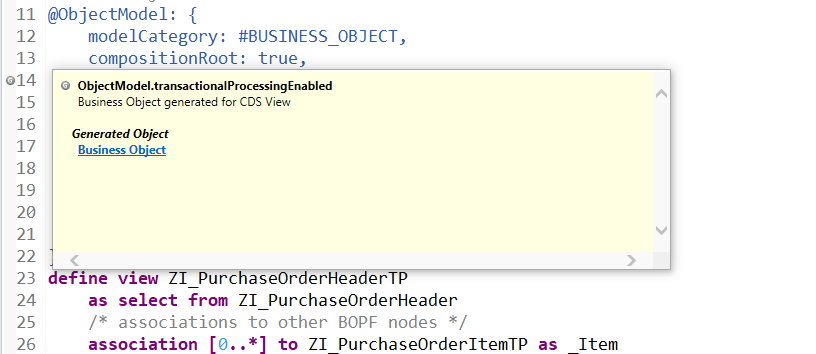 11 @ObjectModel: {
12 modelCategory: #BUSINESS_OBJECT,
13 compositionRoot: true,
14
ObjectModel.transactionalProcessingEnabled
15
Business Object generated for CDS View
16
Generated Object
17
Business Object
18
19
20
21
22 }
23 define view ZI_PurchaseOrderHeaderTP
24 as select from ZI_PurchaseOrderHeader
25 /* associations to other BOPF nodes */
26 association [0..*] to ZI_PurchaseOrderItemTP as _Item